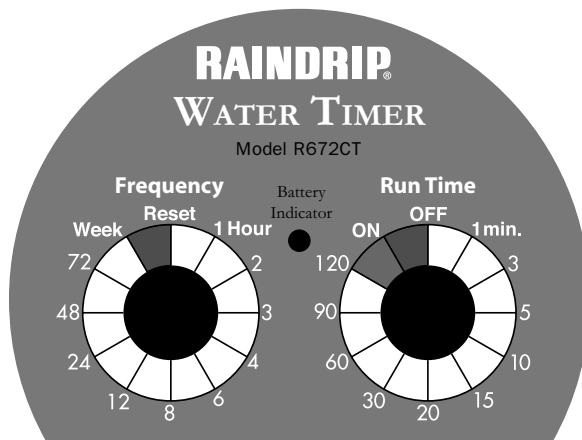 RAINDRIP®
WATER TIMER
Model R672CT
Frequency
Reset
1 Hour
2
3
4
6
8
12
24
48
72
Week
Battery
Indicator
Run Time
OFF
1 min.
3
5
10
15
20
30
60
90
120
ON